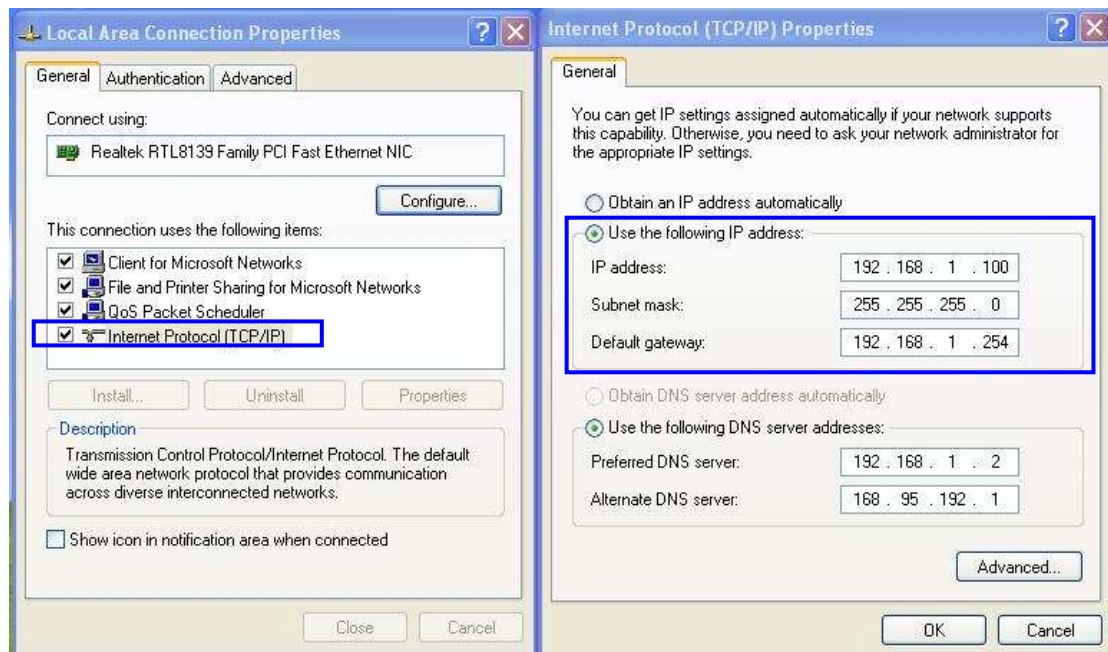 Local Area Connection Properties
General Authentication Advanced
Connect using:
Realtek RTL8139 Family PCI Fast Ethernet NIC
Configure...
This connection uses the following items:
Client for Microsoft Networks
File and Printer Sharing for Microsoft Networks
QoS Packet Scheduler
Internet Protocol (TCP/IP)
Install... Uninstall Properties
Description
Transmission Control Protocol/Internet Protocol. The default
wide area network protocol that provides communication
across diverse interconnected networks.
Show icon in notification area when connected
Close Cancel
Internet Protocol (TCP/IP) Properties
General
You can get IP settings assigned automatically if your network supports
this capability. Otherwise, you need to ask your network administrator for
the appropriate IP settings.
Obtain an IP address automatically
Use the following IP address:
IP address: 192 . 168 . 1 . 100
Subnet mask: 255 . 255 . 255 . 0
Default gateway: 192 . 168 . 1 . 254
Obtain DNS server address automatically
Use the following DNS server addresses:
Preferred DNS server: 192 . 168 . 1 . 2
Alternate DNS server: 168 . 95 . 192 . 1
Advanced...
OK Cancel